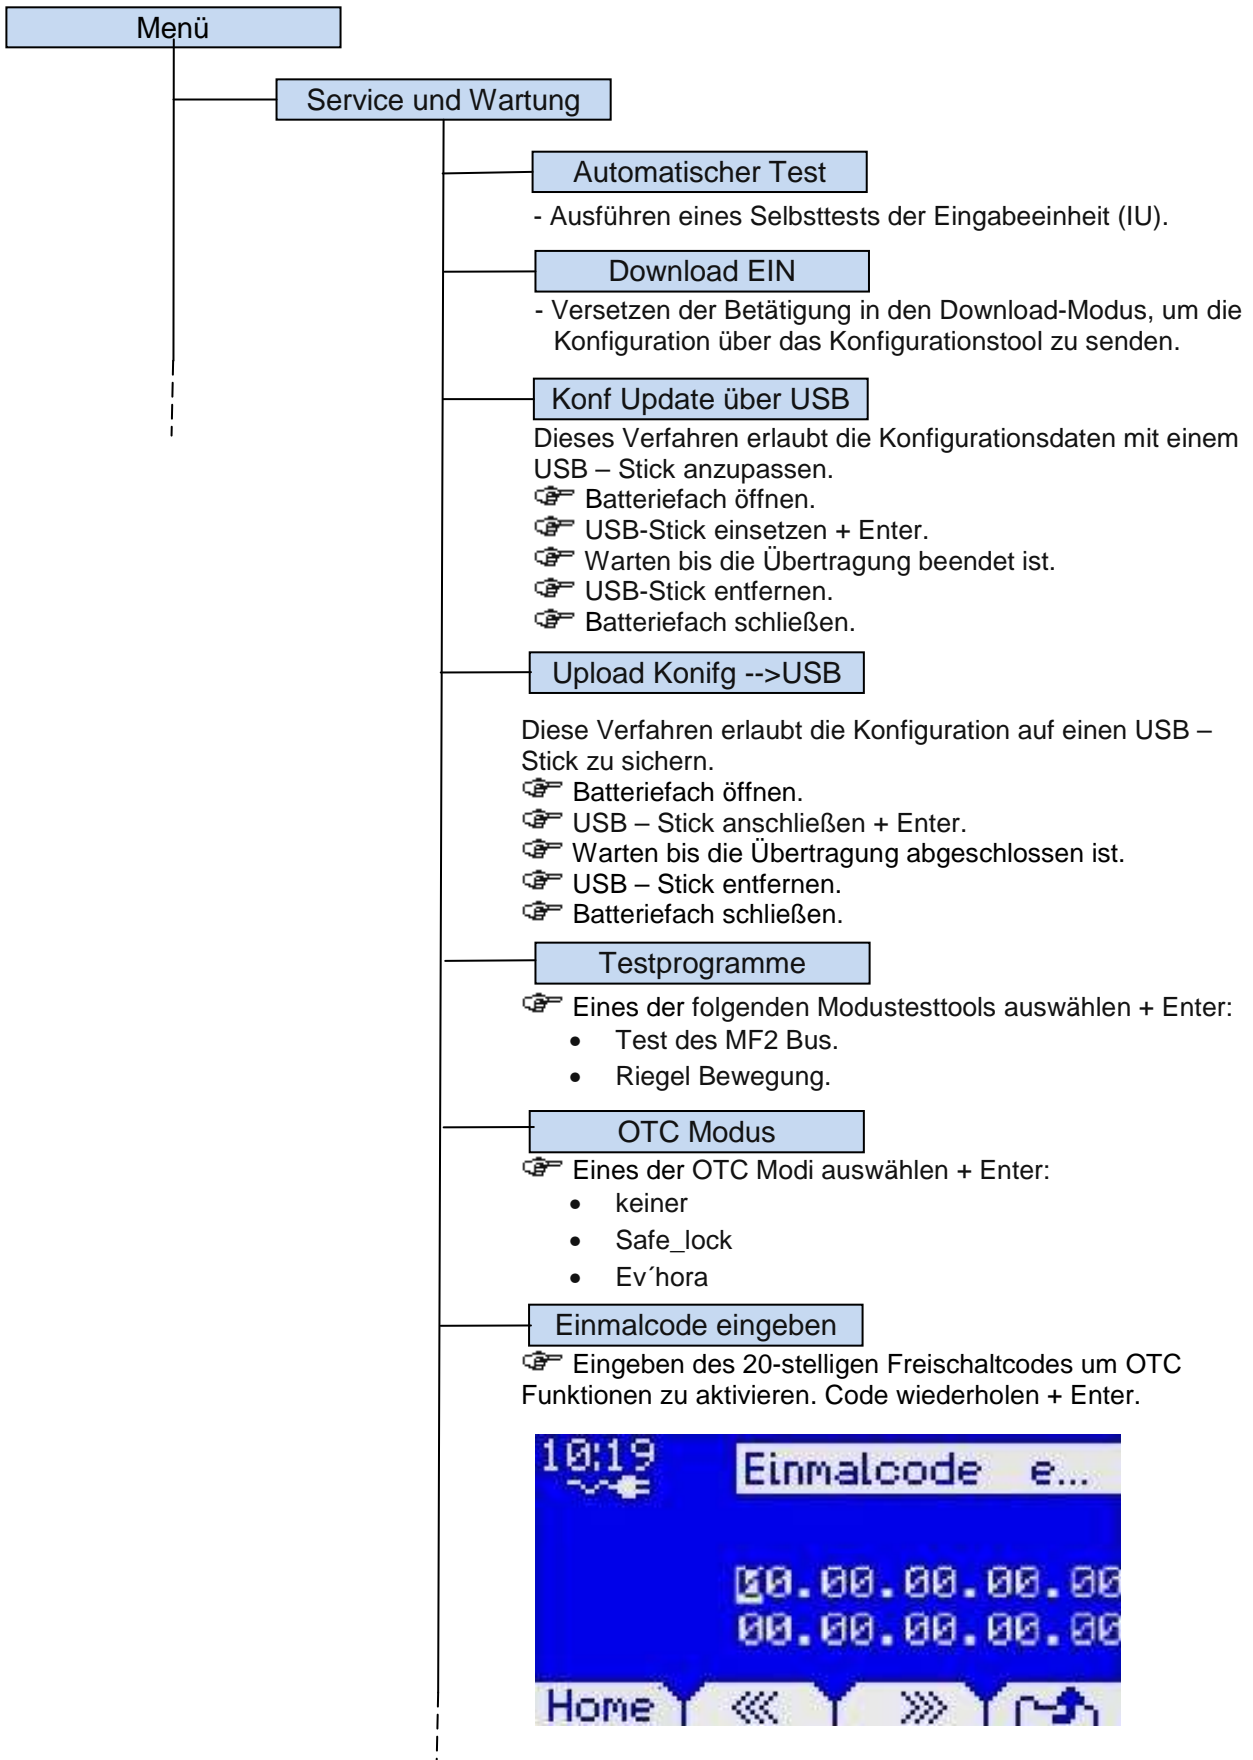 Menü
Service und Wartung
Automatischer Test
- Ausführen eines Selbsttests der Eingabeeinheit (IU).
Download EIN
- Versetzen der Betätigung in den Download-Modus, um die
Konfiguration über das Konfigurationstool zu senden.
Konf Update über USB
Dieses Verfahren erlaubt die Konfigurationsdaten mit einem
USB – Stick anzupassen.
Batteriefach öffnen.
USB-Stick einsetzen + Enter.
Warten bis die Übertragung beendet ist.
USB-Stick entfernen.
Batteriefach schließen.
Upload Konifg -->USB
Diese Verfahren erlaubt die Konfiguration auf einen USB –
Stick zu sichern.
Batteriefach öffnen.
USB – Stick anschließen + Enter.
Warten bis die Übertragung abgeschlossen ist.
USB – Stick entfernen.
Batteriefach schließen.
Testprogramme
Eines der folgenden Modustesttools auswählen + Enter:
• Test des MF2 Bus.
• Riegel Bewegung.
OTC Modus
Eines der OTC Modi auswählen + Enter:
• keiner
• Safe_lock
• Ev´hora
Einmalcode eingeben
Eingeben des 20-stelligen Freischaltcodes um OTC
Funktionen zu aktivieren. Code wiederholen + Enter.
10:19
Einmalcode e...
00.00.00.00.00
00.00.00.00.00
Home <<< >>>